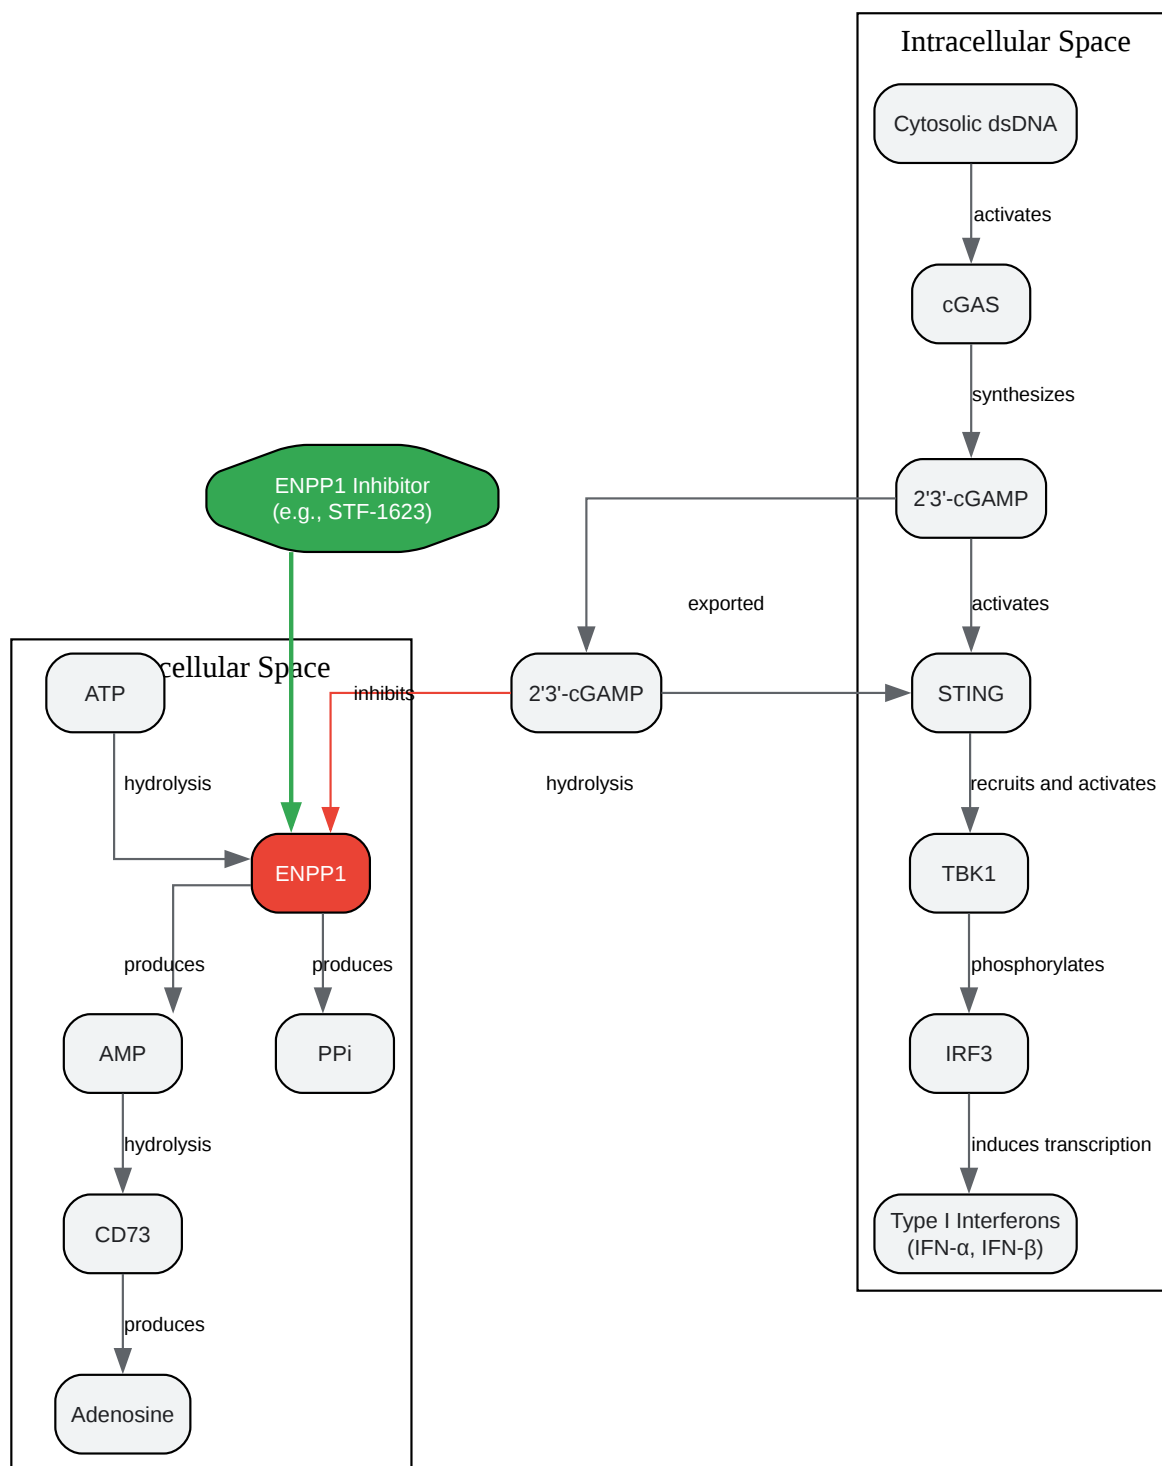 Intracellular Space
Cytosolic dsDNA
activates
cGAS
synthesizes
2'3'-cGAMP
ENPP1 Inhibitor
(e.g., STF-1623)
exported
activates
cellular Space
ATP
inhibits
2'3'-cGAMP
STING
hydrolysis
hydrolysis
recruits and activates
ENPP1
TBK1
produces
produces
phosphorylates
AMP
PPi
IRF3
hydrolysis
induces transcription
CD73
Type I Interferons
(IFN-α, IFN-β)
produces
Adenosine